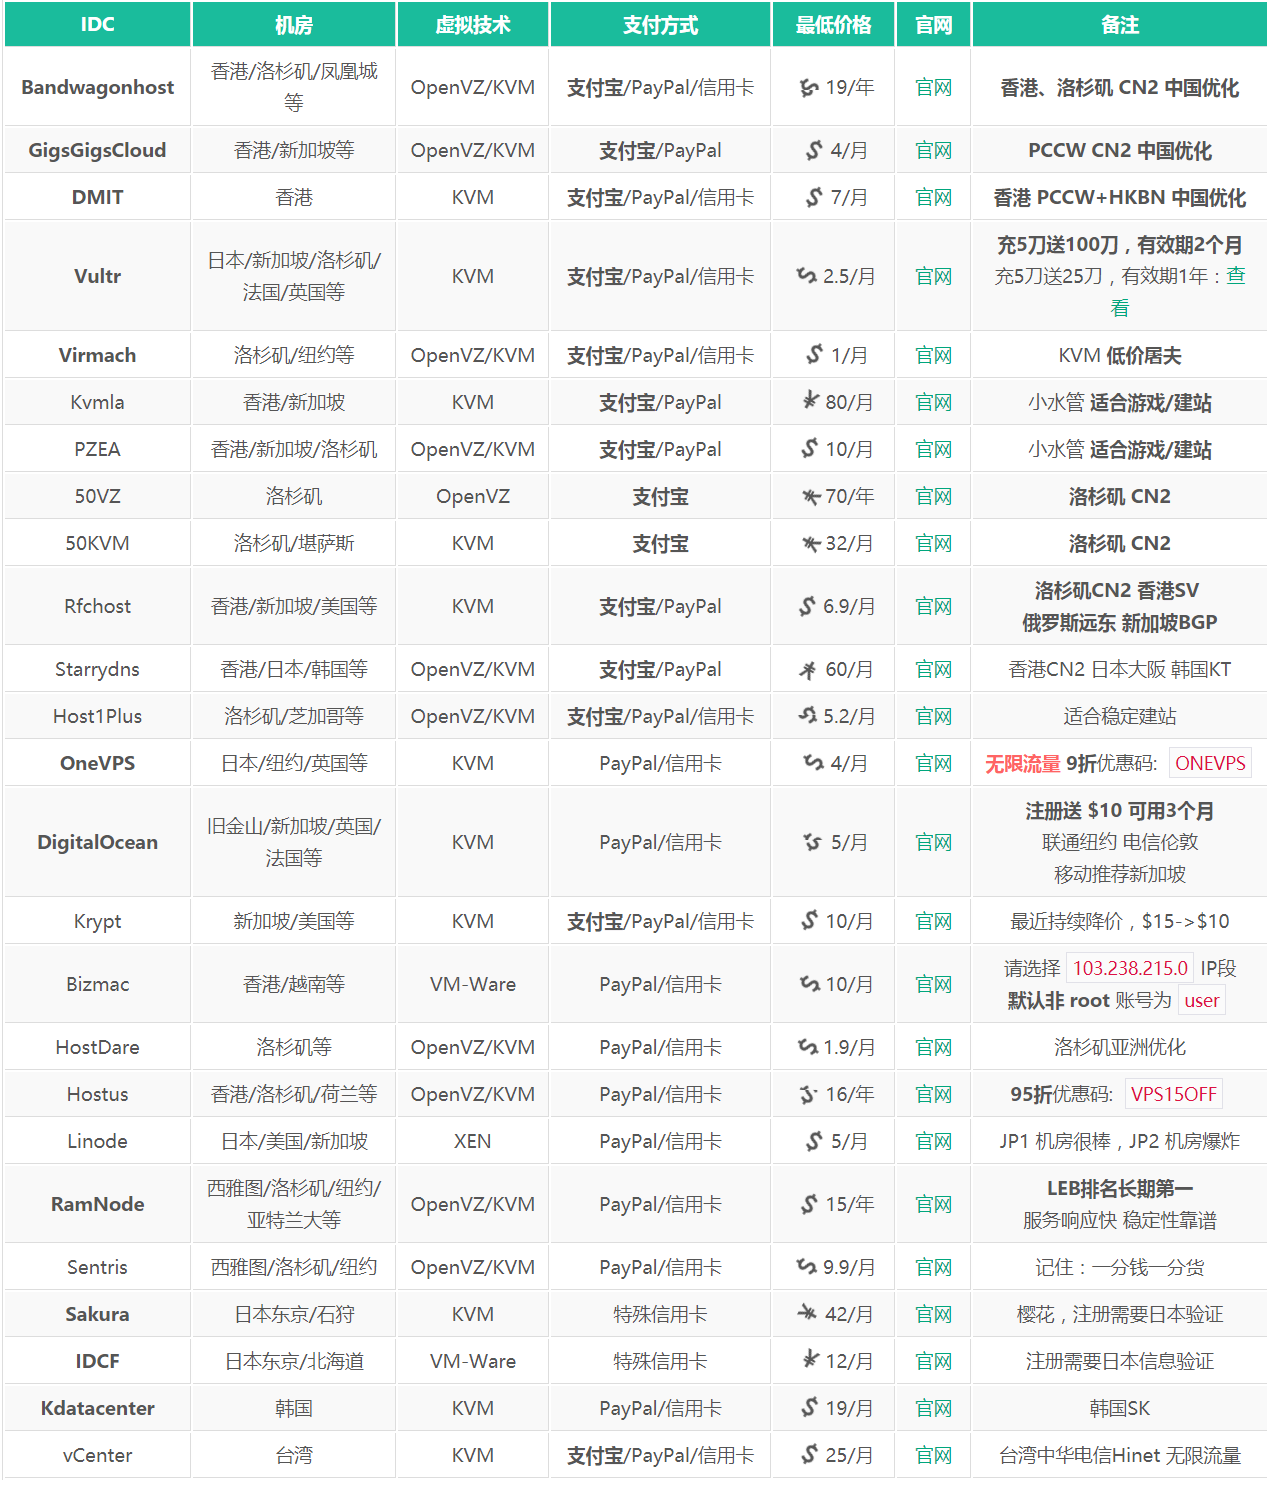 IDC 机房 虚拟技术 支付方式 最低价格 官网 备注
Bandwagonhost 香港/洛杉矶/凤凰城等 OpenVZ/KVM 支付宝/PayPal/信用卡 $ 19/年 官网 香港、洛杉矶 CN2 中国优化
GigsGigsCloud 香港/新加坡等 OpenVZ/KVM 支付宝/PayPal $ 4/月 官网 PCCW CN2 中国优化
DMIT 香港 KVM 支付宝/PayPal/信用卡 $ 7/月 官网 香港 PCCW+HKBN 中国优化
Vultr 日本/新加坡/洛杉矶/法国/英国等 KVM 支付宝/PayPal/信用卡 $ 2.5/月 官网 充5刀送100刀，有效期2个月
充5刀送25刀，有效期1年：查看
Virmach 洛杉矶/纽约等 OpenVZ/KVM 支付宝/PayPal/信用卡 $ 1/月 官网 KVM 低价屠夫
Kvmla 香港/新加坡 KVM 支付宝/PayPal ¥ 80/月 官网 小水管 适合游戏/建站
PZEA 香港/新加坡/洛杉矶 OpenVZ/KVM 支付宝/PayPal $ 10/月 官网 小水管 适合游戏/建站
50VZ 洛杉矶 OpenVZ 支付宝 ¥ 70/年 官网 洛杉矶 CN2
50KVM 洛杉矶/堪萨斯 KVM 支付宝 ¥ 32/月 官网 洛杉矶 CN2
Rfchost 香港/新加坡/美国等 KVM 支付宝/PayPal $ 6.9/月 官网 洛杉矶CN2 香港SV
俄罗斯远东 新加坡BGP
Starrydns 香港/日本/韩国等 OpenVZ/KVM 支付宝/PayPal ¥ 60/月 官网 香港CN2 日本大阪 韩国KT
Host1Plus 洛杉矶/芝加哥等 OpenVZ/KVM 支付宝/PayPal/信用卡 $ 5.2/月 官网 适合稳定建站
OneVPS 日本/纽约/英国等 KVM PayPal/信用卡 $ 4/月 官网 无限流量 9折优惠码: ONEVPS
DigitalOcean 旧金山/新加坡/英国/法国等 KVM PayPal/信用卡 $ 5/月 官网 注册送 $10 可用3个月
联通纽约 电信伦敦
移动推荐新加坡
Krypt 新加坡/美国等 KVM 支付宝/PayPal/信用卡 $ 10/月 官网 最近持续降价，$15->$10
Bizmac 香港/越南等 VM-Ware PayPal/信用卡 $ 10/月 官网 请选择 103.238.215.0 IP段
默认非 root 账号为 user
HostDare 洛杉矶等 OpenVZ/KVM PayPal/信用卡 $ 1.9/月 官网 洛杉矶亚洲优化
Hostus 香港/洛杉矶/荷兰等 OpenVZ/KVM PayPal/信用卡 $ 16/年 官网 95折优惠码: VPS15OFF
Linode 日本/美国/新加坡 XEN PayPal/信用卡 $ 5/月 官网 JP1 机房很棒，JP2 机房爆炸
RamNode 西雅图/洛杉矶/纽约/亚特兰大等 OpenVZ/KVM PayPal/信用卡 $ 15/年 官网 LEB排名长期第一
服务响应快 稳定性靠谱
Sentris 西雅图/洛杉矶/纽约 OpenVZ/KVM PayPal/信用卡 $ 9.9/月 官网 记住：一分钱一分货
Sakura 日本东京/石狩 KVM 特殊信用卡 ¥ 42/月 官网 樱花，注册需要日本验证
IDCF 日本东京/北海道 VM-Ware 特殊信用卡 ¥ 12/月 官网 注册需要日本信息验证
Kdatacenter 韩国 KVM PayPal/信用卡 $ 19/月 官网 韩国SK
vCenter 台湾 KVM 支付宝/PayPal/信用卡 $ 25/月 官网 台湾中华电信Hinet 无限流量